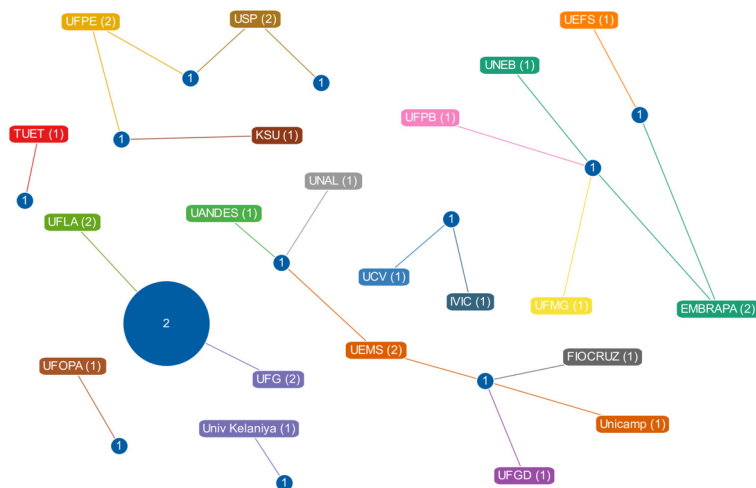 UFPE (2)
USP (2)
UEFS (1)
UNEB (1)
1
1
1
UFPB (1)
TUET (1)
1
KSU (1)
1
UNAL (1)
1
UANDES (1)
UFLA (2)
1
1
UCV (1)
IVIC (1)
UFMG (1)
EMBRAPA (2)
2
UEMS (2)
FIOCRUZ (1)
UFOPA (1)
UFG (2)
1
Unicamp (1)
Univ Kelaniya (1)
1
UFGD (1)
1